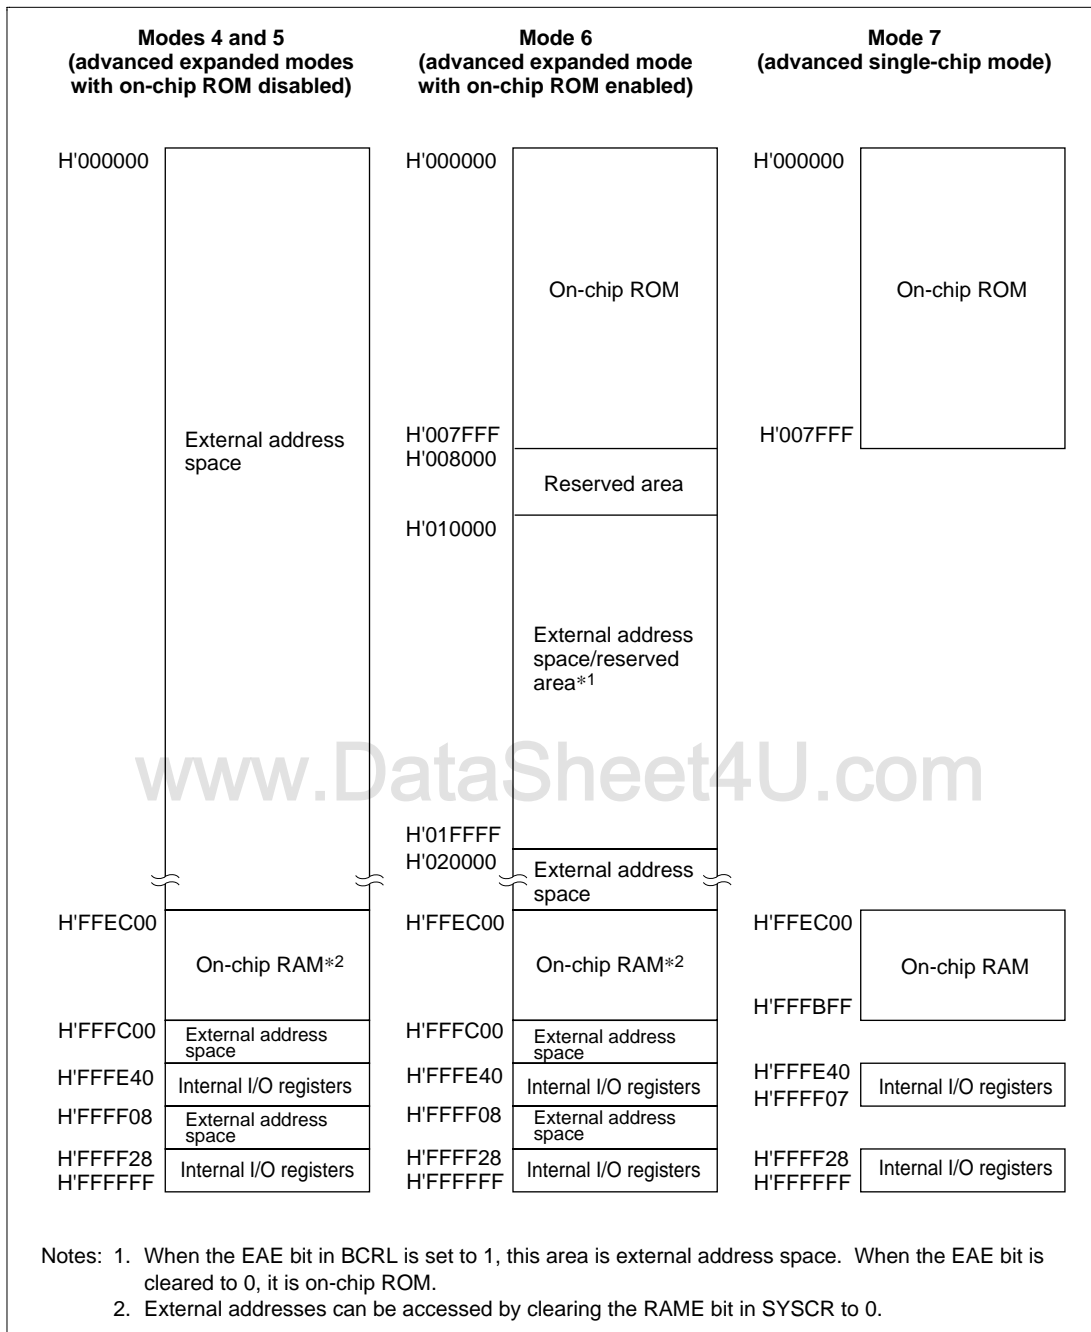 Modes 4 and 5
(advanced expanded modes
with on-chip ROM disabled)
Mode 6
(advanced expanded mode
with on-chip ROM enabled)
Mode 7
(advanced single-chip mode)
H'000000
External address
space
H'FFEC00
On-chip RAM*2
H'FFFC00
External address
space
H'FFFE40
Internal I/O registers
H'FFFF08
External address
space
H'FFFF28
Internal I/O registers
H'FFFFFF
H'000000
On-chip ROM
H'007FFF
H'008000
Reserved area
H'010000
External address
space/reserved
area*1
H'01FFFF
H'020000
External address
space
H'FFEC00
On-chip RAM*2
H'FFFC00
External address
space
H'FFFE40
Internal I/O registers
H'FFFF08
External address
space
H'FFFF28
Internal I/O registers
H'FFFFFF
H'000000
On-chip ROM
H'007FFF
H'FFEC00
On-chip RAM
H'FFFBFF
H'FFFE40
Internal I/O registers
H'FFFF07
H'FFFF28
Internal I/O registers
H'FFFFFF
www.DataSheet4U.com
Notes: 1. When the EAE bit in BCRL is set to 1, this area is external address space. When the EAE bit is
cleared to 0, it is on-chip ROM.
2. External addresses can be accessed by clearing the RAME bit in SYSCR to 0.